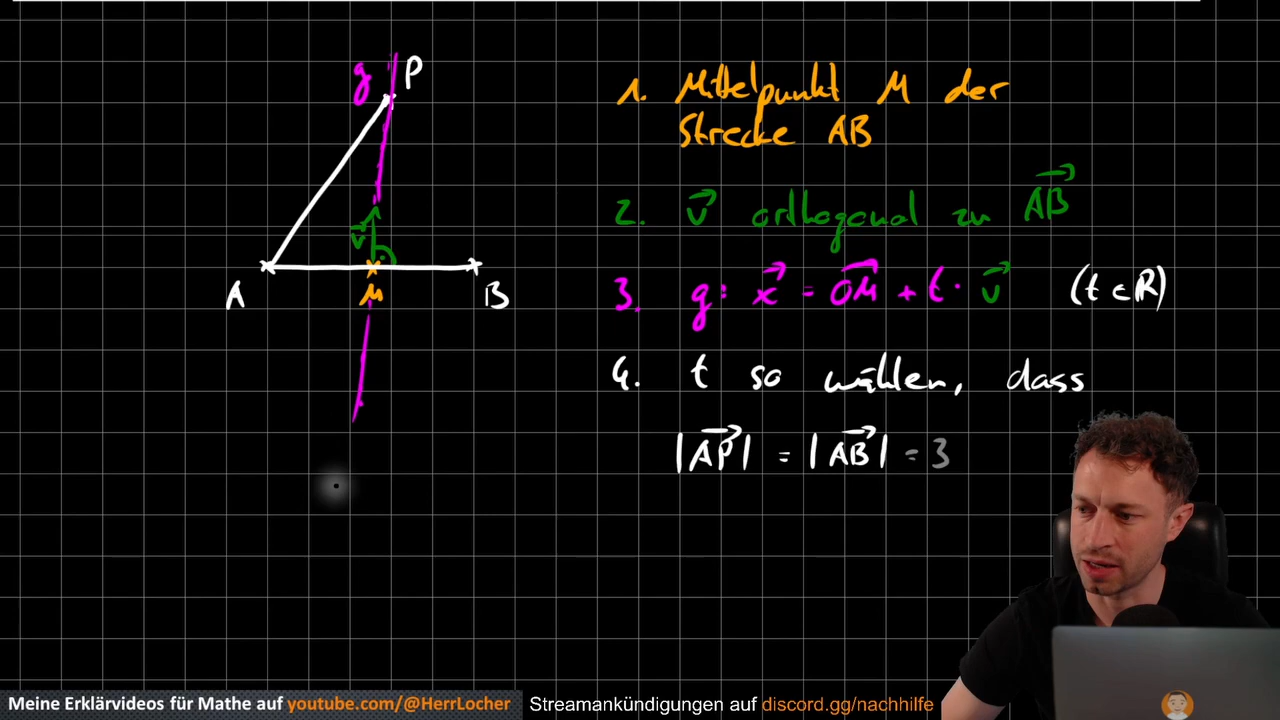 g
P
v⃗
A
M
B
1. Mittelpunkt M der
Strecke AB
2. v⃗ orthogonal zu AB⃗
3. g: x⃗ = OM⃗ + t · v⃗ (t ∈ ℝ)
4. t so wählen, dass
|AP⃗| = |AB⃗| = 3
Meine Erklärvideos für Mathe auf youtube.com/@HerrLocher
Streamankündigungen auf discord.gg/nachhilfe